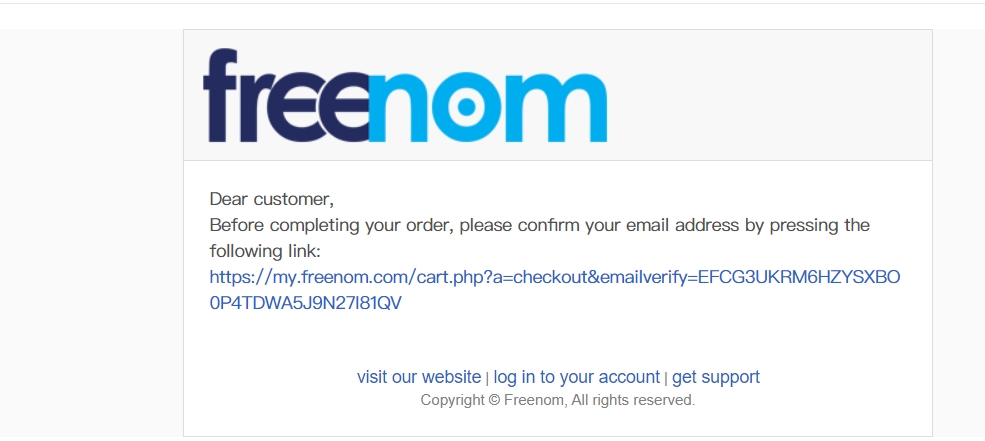 freenom
Dear customer,
Before completing your order, please confirm your email address by pressing the
following link:
https://my.freenom.com/cart.php?a=checkout&emailverify=EFCG3UKRM6HZYSXBO
0P4TDWA5J9N27I81QV
visit our website | log in to your account | get support
Copyright © Freenom, All rights reserved.